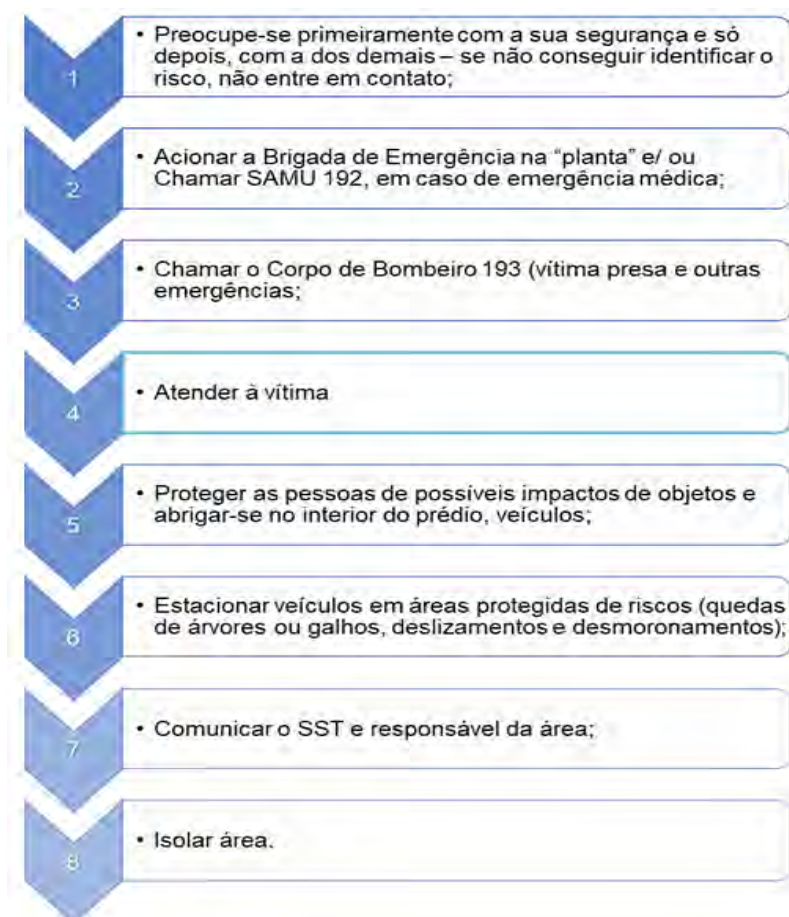 1
• Preocupe-se primeiramente com a sua segurança e só
depois, com a dos demais – se não conseguir identificar o
risco, não entre em contato;
2
• Acionar a Brigada de Emergência na "planta" e/ ou
Chamar SAMU 192, em caso de emergência médica;
3
• Chamar o Corpo de Bombeiro 193 (vítima presa e outras
emergências;
4
• Atender à vítima
5
• Proteger as pessoas de possíveis impactos de objetos e
abrigar-se no interior do prédio, veículos;
6
• Estacionar veículos em áreas protegidas de riscos (quedas
de árvores ou galhos, deslizamentos e desmoronamentos);
7
• Comunicar o SST e responsável da área;
8
• Isolar área.